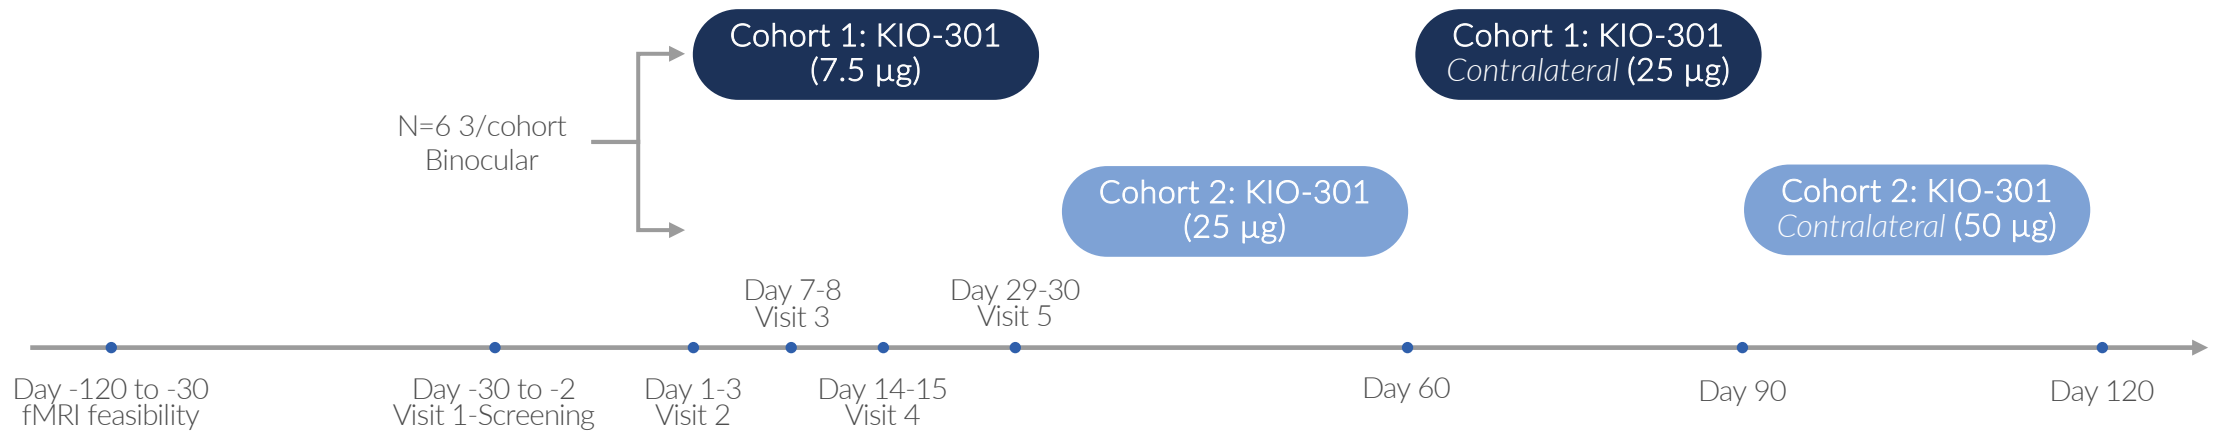 Cohort 1: KIO-301
(7.5 µg)
Cohort 1: KIO-301
Contralateral (25 µg)
N=6 3/cohort
Binocular
Cohort 2: KIO-301
(25 µg)
Cohort 2: KIO-301
Contralateral (50 µg)
Day 7-8
Visit 3
Day 29-30
Visit 5
Day -120 to -30
fMRI feasibility
Day -30 to -2
Visit 1-Screening
Day 1-3
Visit 2
Day 14-15
Visit 4
Day 60
Day 90
Day 120